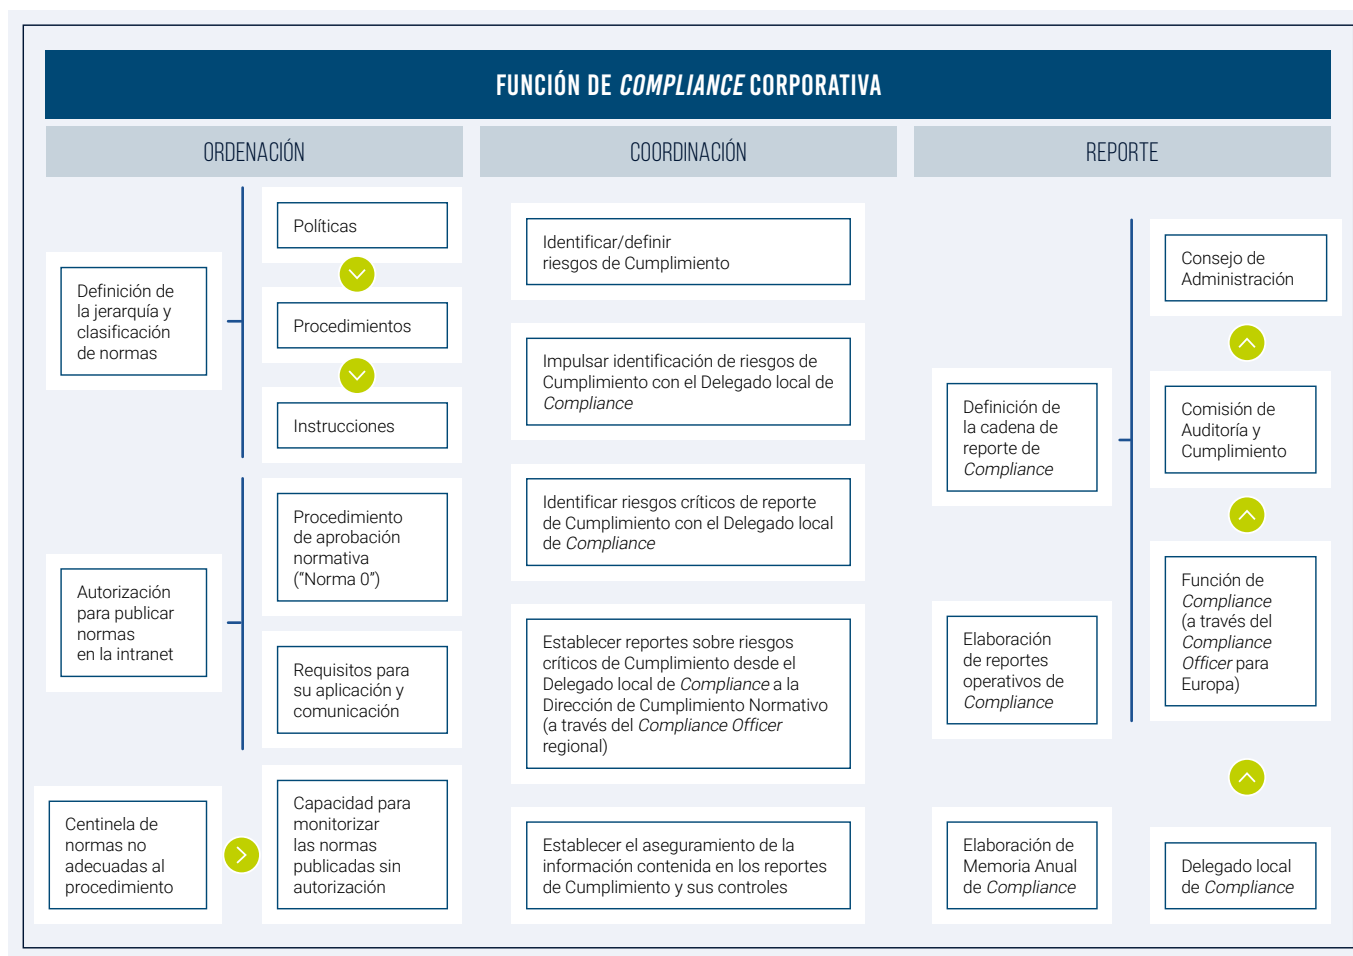 FUNCIÓN DE COMPLIANCE CORPORATIVA
ORDENACIÓN
Definición de
la jerarquía y
clasificación
de normas
Políticas
Procedimientos
Instrucciones
Autorización
para publicar
normas
en la intranet
Procedimiento
de aprobación
normativa
("Norma 0")
Requisitos para
su aplicación y
comunicación
Centinela de
normas no
adecuadas al
procedimiento
Capacidad para
monitorizar
las normas
publicadas sin
autorización
COORDINACIÓN
Identificar/definir
riesgos de Cumplimiento
Impulsar identificación de riesgos de
Cumplimiento con el Delegado local de
Compliance
Identificar riesgos críticos de reporte
de Cumplimiento con el Delegado local
de Compliance
Establecer reportes sobre riesgos
críticos de Cumplimiento desde el
Delegado local de Compliance a la
Dirección de Cumplimiento Normativo
(a través del Compliance Officer
regional)
Establecer el aseguramiento de la
información contenida en los reportes
de Cumplimiento y sus controles
REPORTE
Definición de
la cadena de
reporte de
Compliance
Elaboración
de reportes
operativos de
Compliance
Elaboración de
Memoria Anual
de Compliance
Consejo de
Administración
Comisión de
Auditoría y
Cumplimiento
Función de
Compliance
(a través del
Compliance
Officer para
Europa)
Delegado local
de Compliance